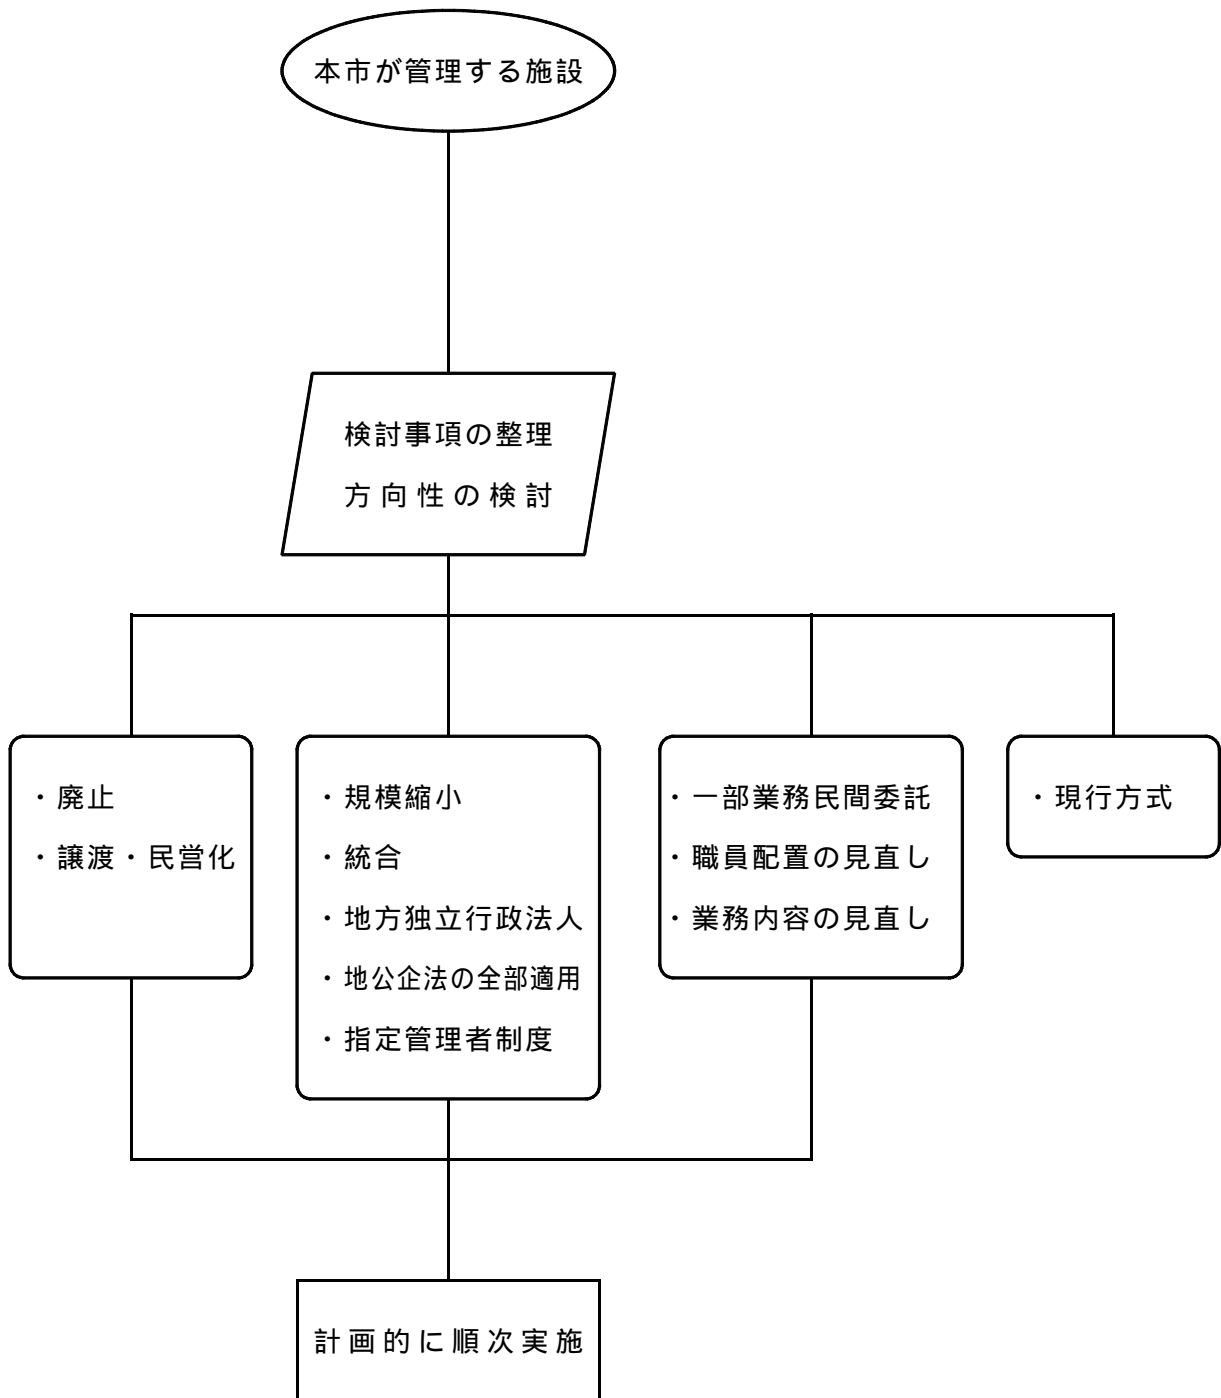 本市が管理する施設
検討事項の整理
方向性の検討
・廃止
・譲渡・民営化
・規模縮小
・統合
・地方独立行政法人
・地公企法の全部適用
・指定管理者制度
・一部業務民間委託
・職員配置の見直し
・業務内容の見直し
・現行方式
計画的に順次実施